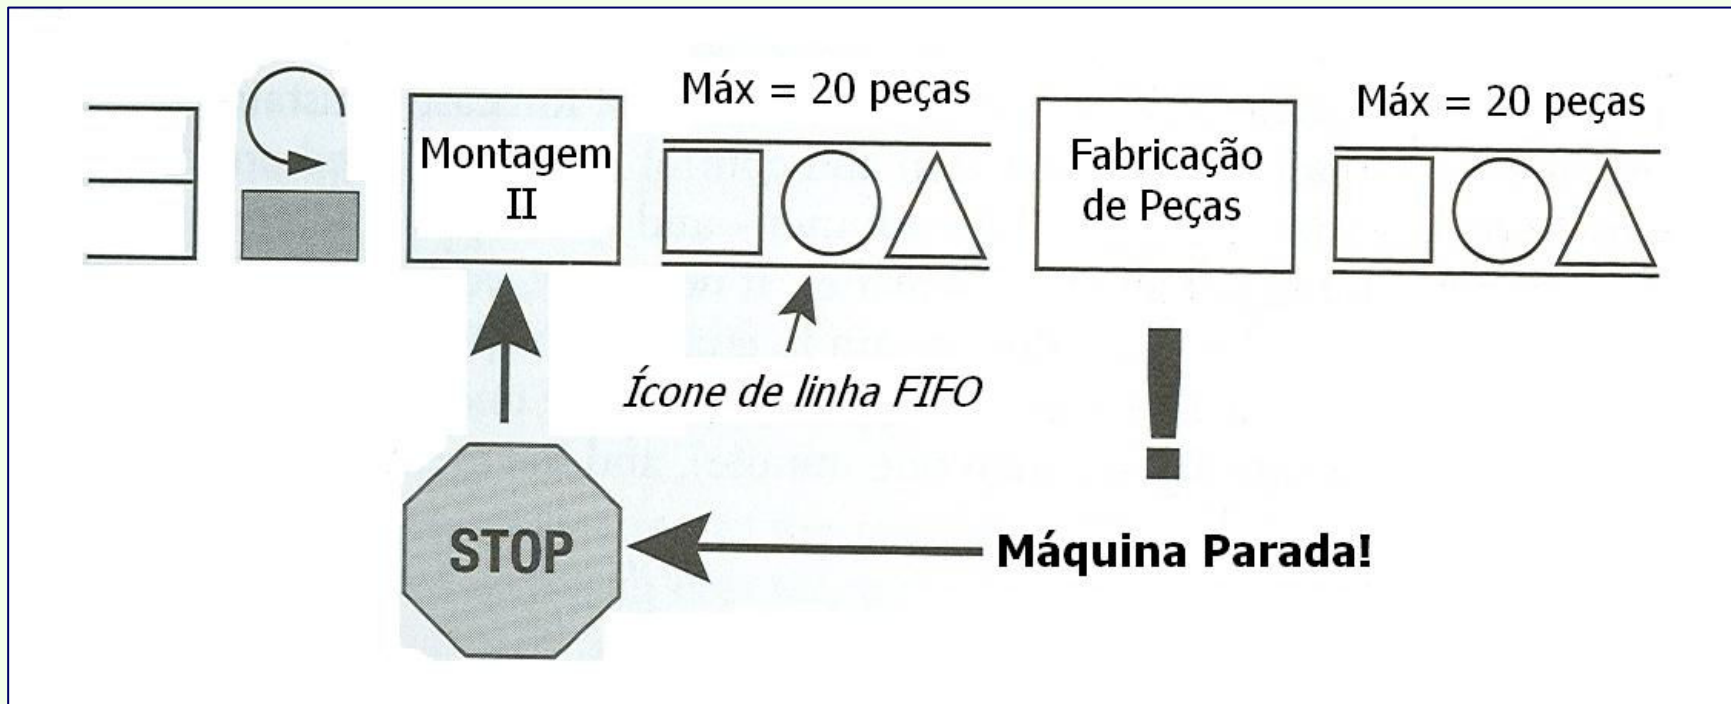 Máx = 20 peças
Máx = 20 peças
Montagem
II
Fabricação
de Peças
Ícone de linha FIFO
!
STOP
Máquina Parada!